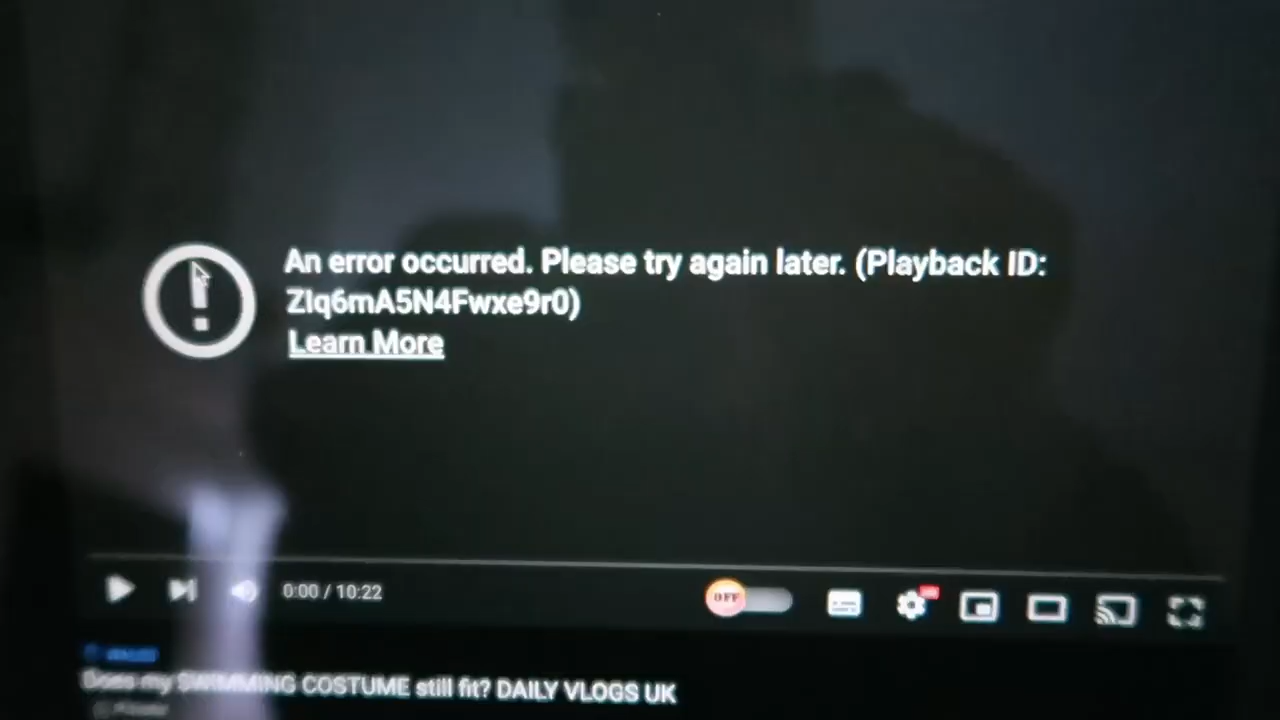 An error occurred. Please try again later. (Playback ID:
ZIq6mA5N4Fwxe9r0)
Learn More
0:00 / 10:22
OFF
Does my SWIMMING COSTUME still fit? DAILY VLOGS UK